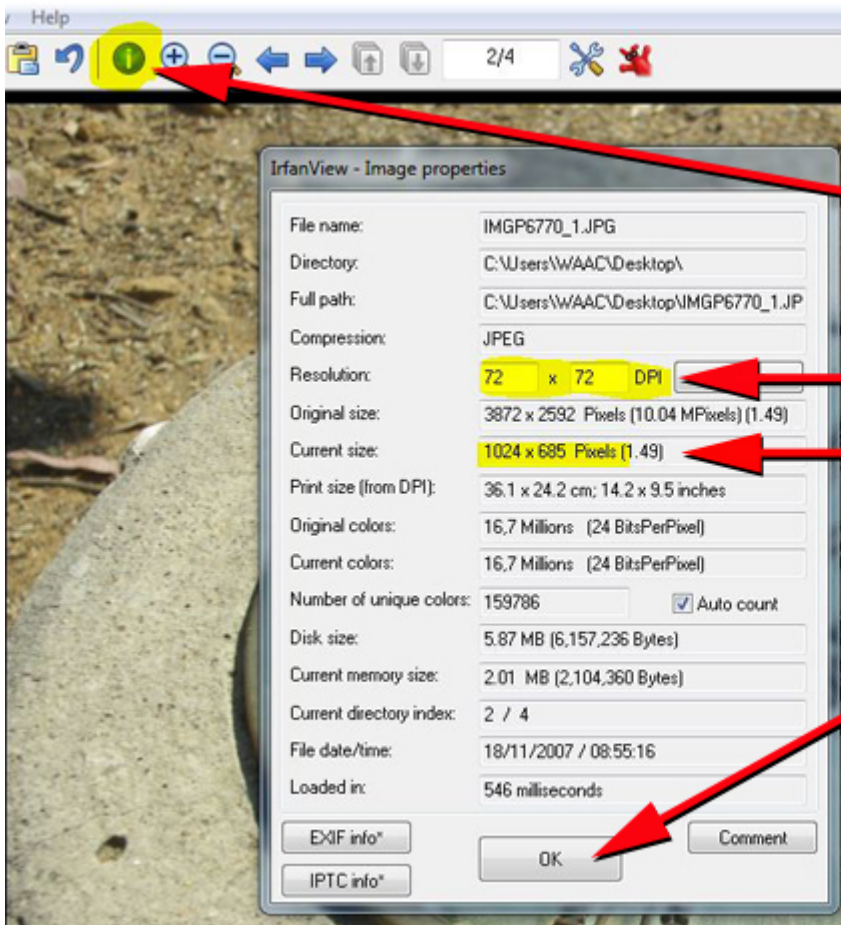 Help
2/4
IrfanView - Image properties
File name: IMGP6770_1.JPG
Directory: C:\Users\WAAC\Desktop\
Full path: C:\Users\WAAC\Desktop\IMGP6770_1.JP
Compression: JPEG
Resolution: 72 x 72 DPI
Original size: 3872 x 2592 Pixels (10.04 MPixels) (1.49)
Current size: 1024 x 685 Pixels (1.49)
Print size (from DPI): 36.1 x 24.2 cm; 14.2 x 9.5 inches
Original colors: 16,7 Millions (24 BitsPerPixel)
Current colors: 16,7 Millions (24 BitsPerPixel)
Number of unique colors: 159786 Auto count
Disk size: 5.87 MB (6,157,236 Bytes)
Current memory size: 2.01 MB (2,104,360 Bytes)
Current directory index: 2 / 4
File date/time: 18/11/2007 / 08:55:16
Loaded in: 546 milliseconds
EXIF info* OK Comment
IPTC info*